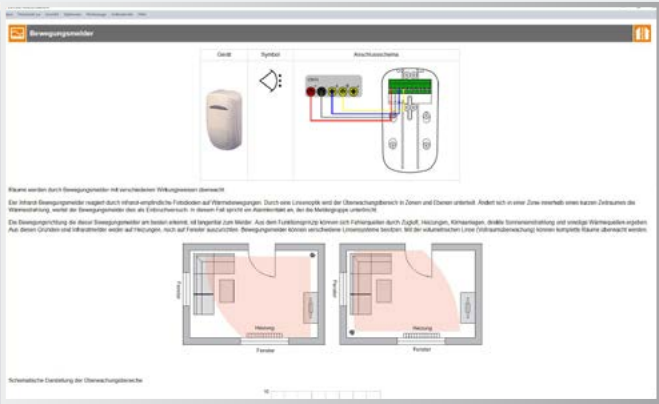 Bewegungsmelder
Gerät Symbol Anschlussschema
Räume werden durch Bewegungsmelder mit verschiedenen Wirkungsweisen überwacht.
Die Infrarot-Bewegungsmelder reagiert durch infrarot-empfindliche Fotodioden auf Wärmebewegungen. Durch eine Linsenoptik wird der Überwachungsbereich in Zonen und Ebenen unterteilt. Ändert sich in einer Zone innerhalb eines kurzen Zeitraumes die
Wärmestrahlung, wertet der Bewegungsmelder dies als Einbruchversuch. In diesem Fall spricht ein Alarmkontakt an, der die Meldegruppe unterbricht.
Die Bewegungsrichtung die dieser Bewegungsmelder am besten erkennt, ist tangential zum Melder. Aus dem Funktionsprinzip können sich Fehlerquellen durch Zugluft, Heizungen, Klimaanlagen, direkte Sonneneinstrahlung und sonstige Wärmequellen ergeben.
Aus diesen Gründen sind Infrarotmelder weder auf Heizungen, noch auf Fenster auszurichten. Bewegungsmelder können verschiedene Linsensysteme besitzen. Mit der volumetrischen Linse (Vollraumüberwachung) können komplette Räume überwacht werden.
Fenster Heizung Fenster
Fenster Heizung Fenster
Schematische Darstellung der Überwachungsbereiche
10